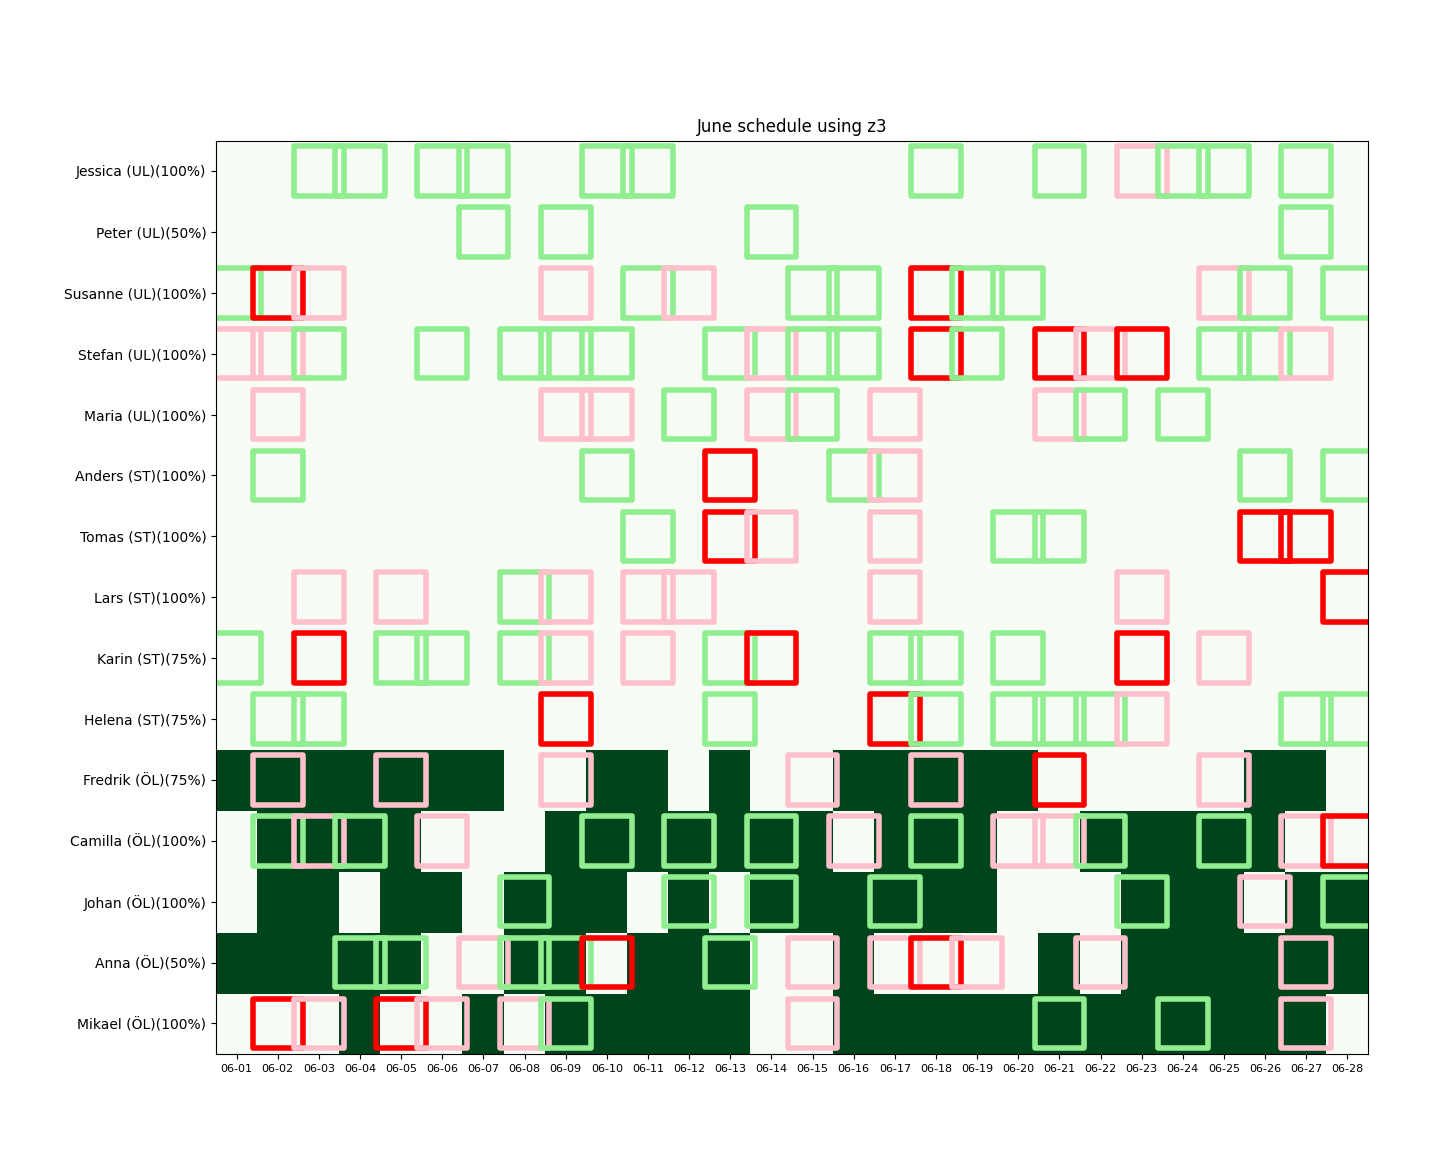 June schedule using z3
Jessica (UL)(100%)
Peter (UL)(50%)
Susanne (UL)(100%)
Stefan (UL)(100%)
Maria (UL)(100%)
Anders (ST)(100%)
Tomas (ST)(100%)
Lars (ST)(100%)
Karin (ST)(75%)
Helena (ST)(75%)
Fredrik (ÖL)(75%)
Camilla (ÖL)(100%)
Johan (ÖL)(100%)
Anna (ÖL)(50%)
Mikael (ÖL)(100%)
06-01 06-02 06-03 06-04 06-05 06-06 06-07 06-08 06-09 06-10 06-11 06-12 06-13 06-14 06-15 06-16 06-17 06-18 06-19 06-20 06-21 06-22 06-23 06-24 06-25 06-26 06-27 06-28